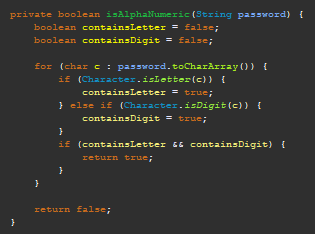 private boolean isAlphaNumeric(String password) {
    boolean containsLetter = false;
    boolean containsDigit = false;

    for (char c : password.toCharArray()) {
        if (Character.isLetter(c)) {
            containsLetter = true;
        } else if (Character.isDigit(c)) {
            containsDigit = true;
        }
        if (containsLetter && containsDigit) {
            return true;
        }
    }

    return false;
}